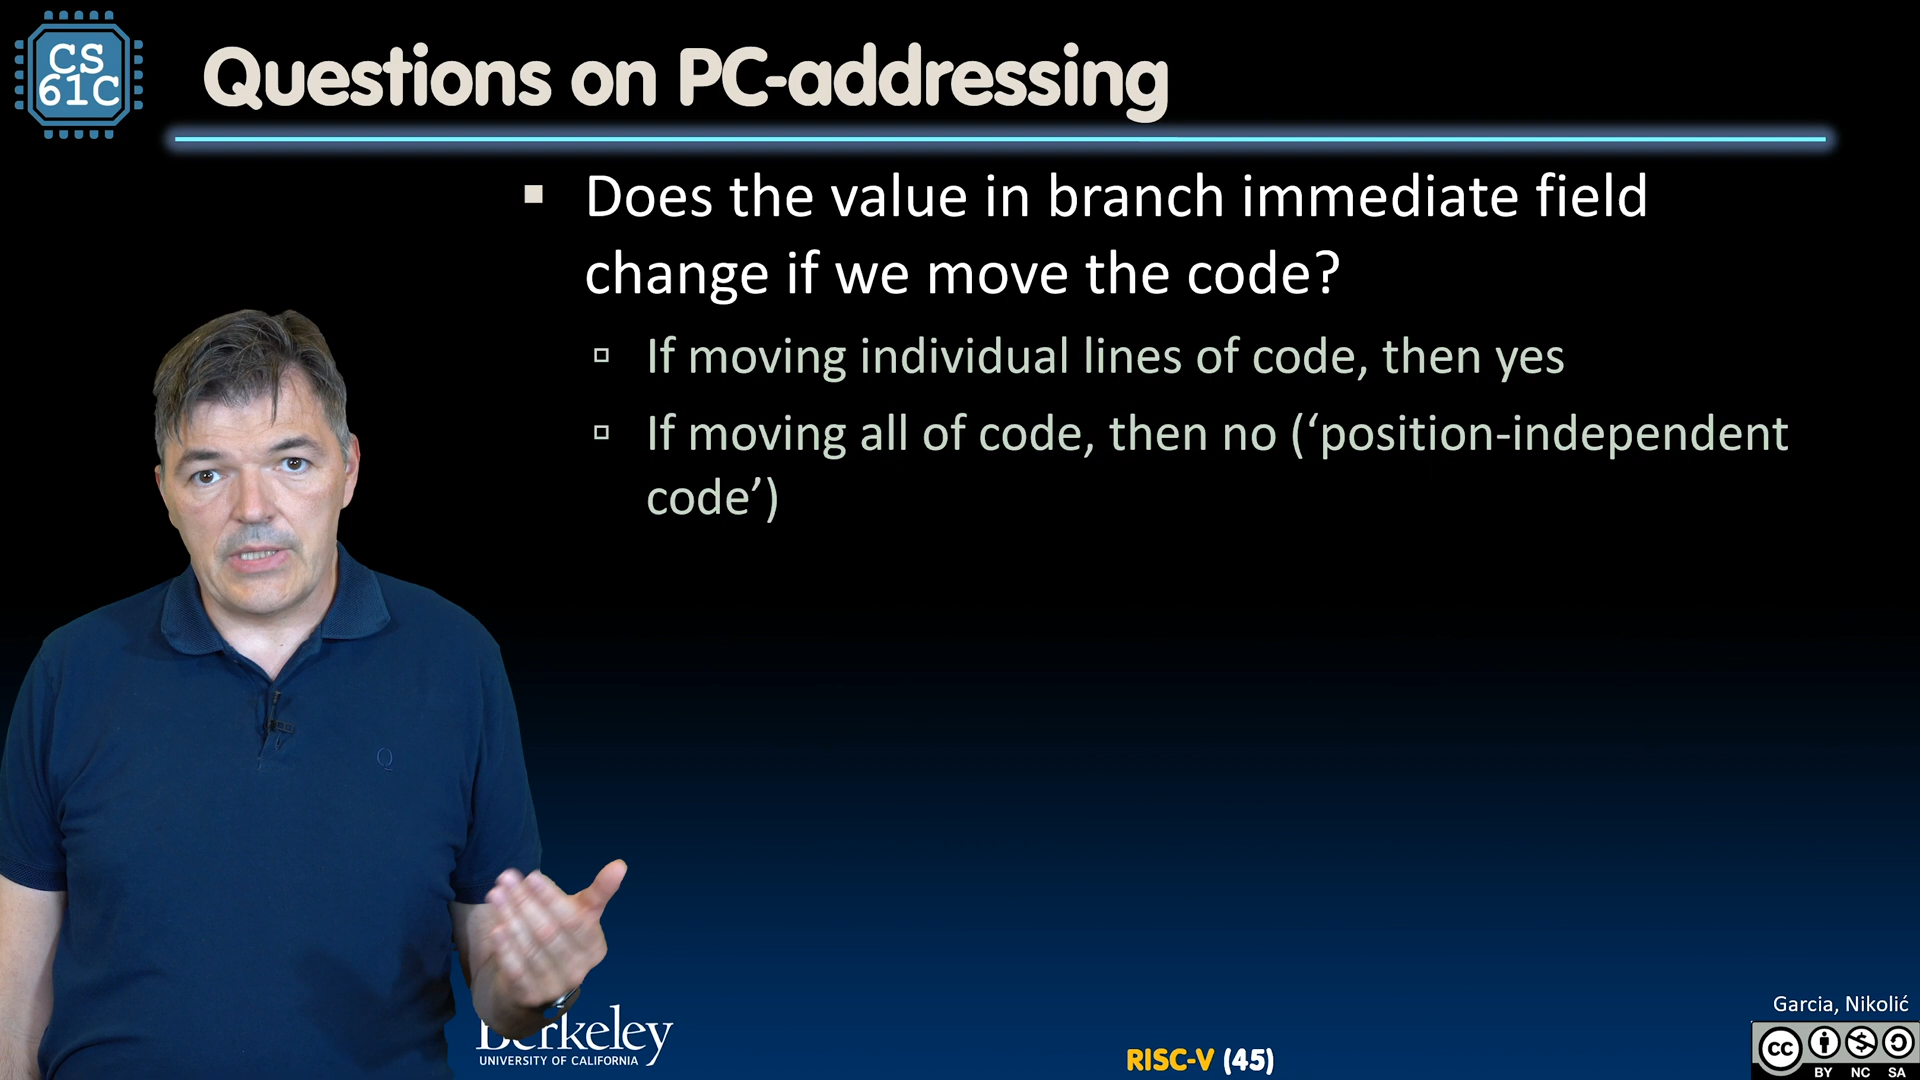 CS
61C
Questions on PC-addressing
Does the value in branch immediate field
change if we move the code?
If moving individual lines of code, then yes
If moving all of code, then no (‘position-independent
code’)
Berkeley
UNIVERSITY OF CALIFORNIA
RISC-V (45)
Garcia, Nikolić
cc
BY NC SA